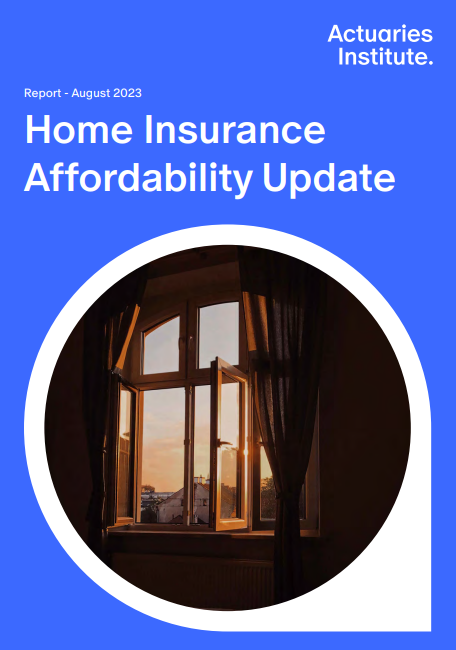 Actuaries
Institute.
Report - August 2023
Home Insurance
Affordability Update